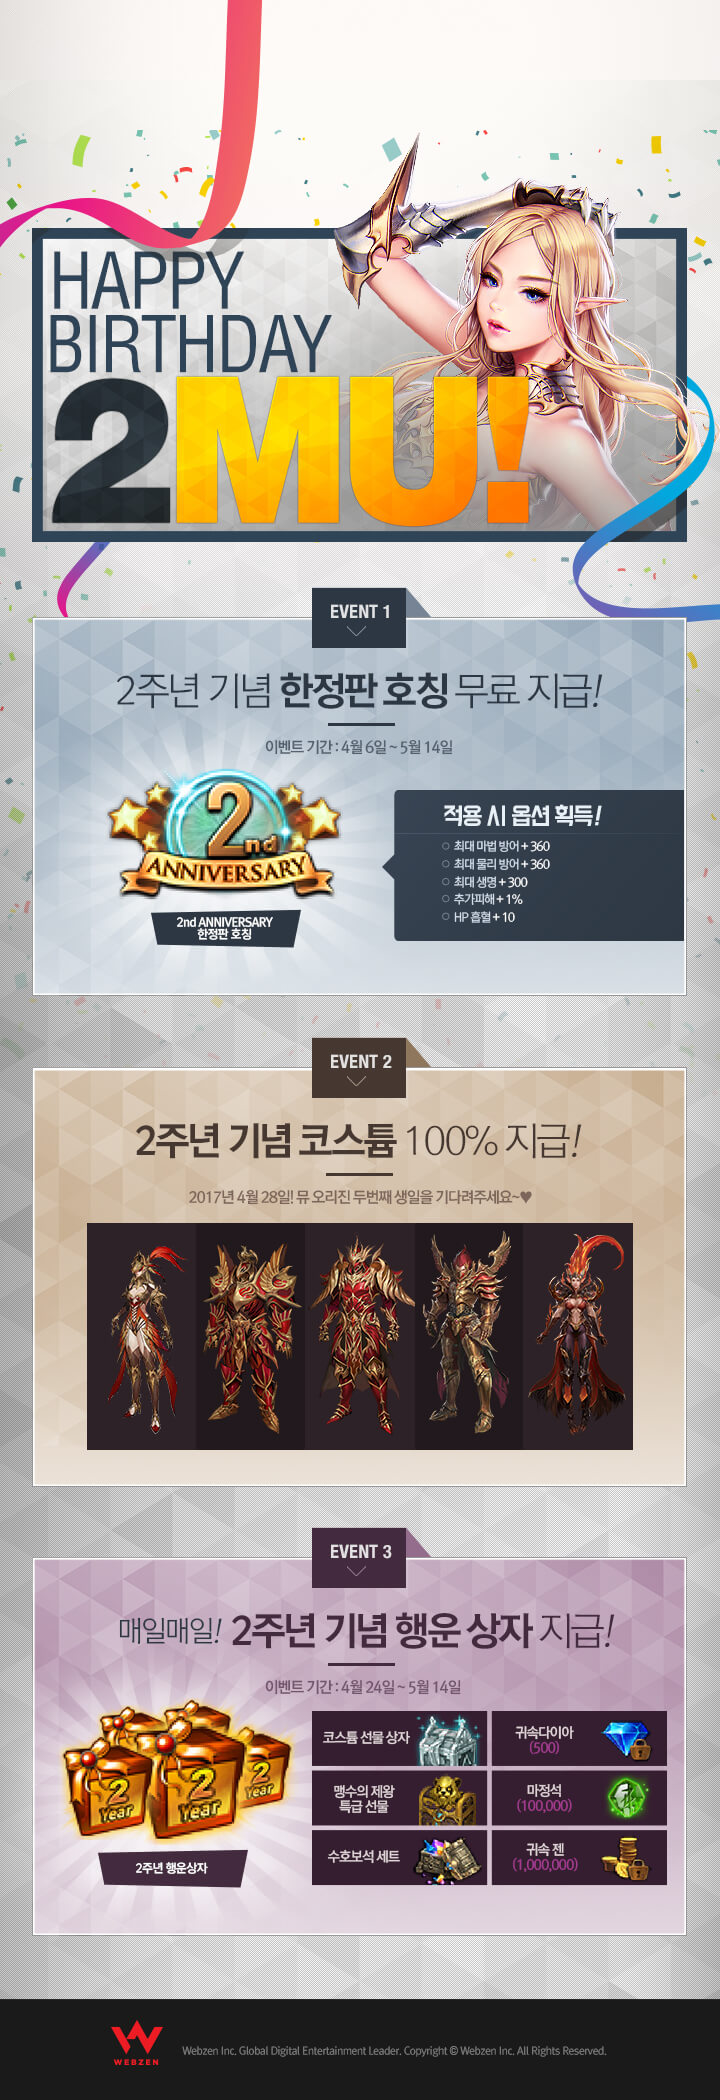 HAPPY
BIRTHDAY
2MU!
EVENT 1
2주년 기념 한정판 호칭 무료 지급!
이벤트 기간 : 4월 6일 ~ 5월 14일
2nd
ANNIVERSARY
2nd ANNIVERSARY
한정판 호칭
적용 시 옵션 획득!
최대 마법 방어 + 360
최대 물리 방어 + 360
최대 생명 + 300
추가피해 + 1%
HP 흡혈 + 10
EVENT 2
2주년 기념 코스튬 100% 지급!
2017년 4월 28일! 뮤 오리진 두번째 생일을 기다려주세요~♥
EVENT 3
매일매일! 2주년 기념 행운 상자 지급!
이벤트 기간 : 4월 24일 ~ 5월 14일
2
Year
2
Year
2
Year
2주년 행운상자
코스튬 선물 상자
귀속다이아
(500)
맹수의 제왕
특급 선물
마정석
(100,000)
수호보석 세트
귀속 젠
(1,000,000)
WEBZEN
Webzen Inc. Global Digital Entertainment Leader. Copyright © Webzen Inc. All Rights Reserved.